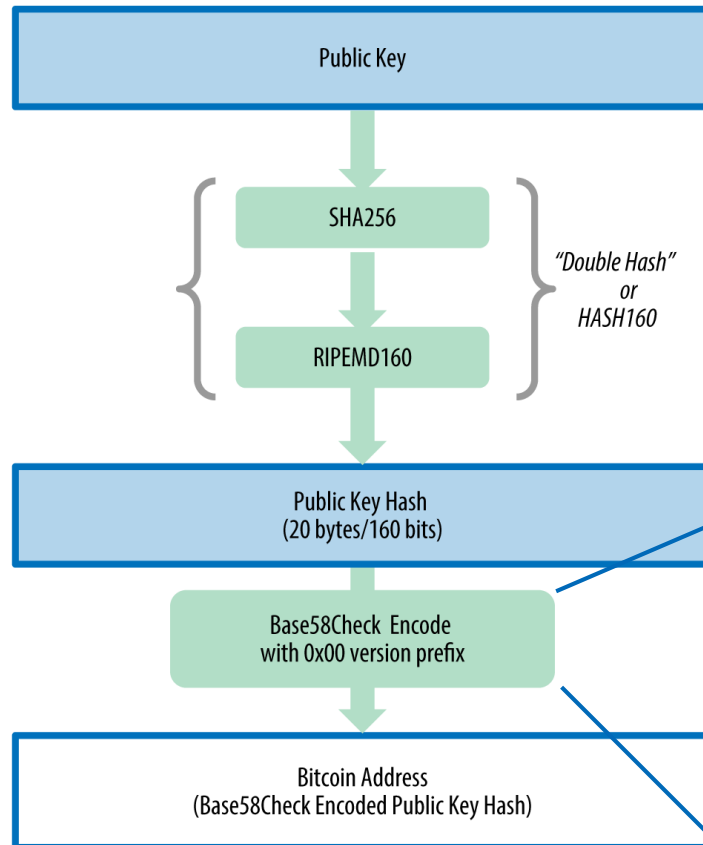 Public Key
SHA256
“Double Hash”
or
HASH160
RIPEMD160
Public Key Hash
(20 bytes/160 bits)
Base58Check Encode
with 0x00 version prefix
Bitcoin Address
(Base58Check Encoded Public Key Hash)